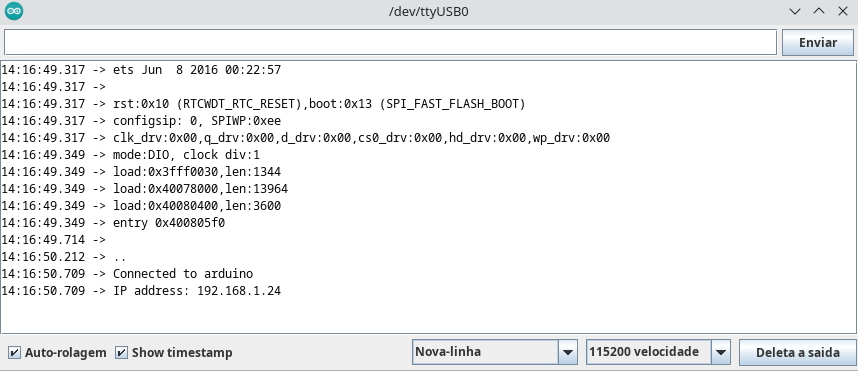 /dev/ttyUSB0
Enviar
14:16:49.317 -> ets Jun  8 2016 00:22:57
14:16:49.317 ->
14:16:49.317 -> rst:0x10 (RTCWDT_RTC_RESET),boot:0x13 (SPI_FAST_FLASH_BOOT)
14:16:49.317 -> configsip: 0, SPIWP:0xee
14:16:49.317 -> clk_drv:0x00,q_drv:0x00,d_drv:0x00,cs0_drv:0x00,hd_drv:0x00,wp_drv:0x00
14:16:49.349 -> mode:DIO, clock div:1
14:16:49.349 -> load:0x3fff0030,len:1344
14:16:49.349 -> load:0x40078000,len:13964
14:16:49.349 -> load:0x40080400,len:3600
14:16:49.349 -> entry 0x400805f0
14:16:49.714 ->
14:16:50.212 -> ..
14:16:50.709 -> Connected to arduino
14:16:50.709 -> IP address: 192.168.1.24
Auto-rolagem Show timestamp Nova-linha 115200 velocidade Deleta a saida